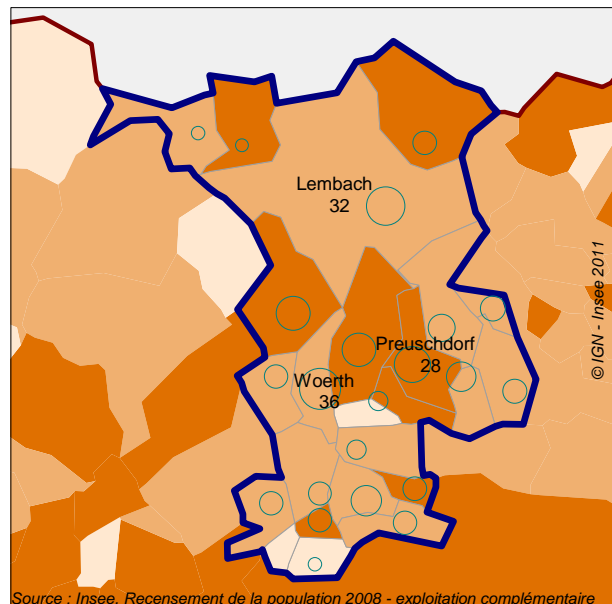 Lembach
32
Preuschdorf
28
Woerth
36
© IGN - Insee 2011
Source : Insee, Recensement de la population 2008 - exploitation complémentaire